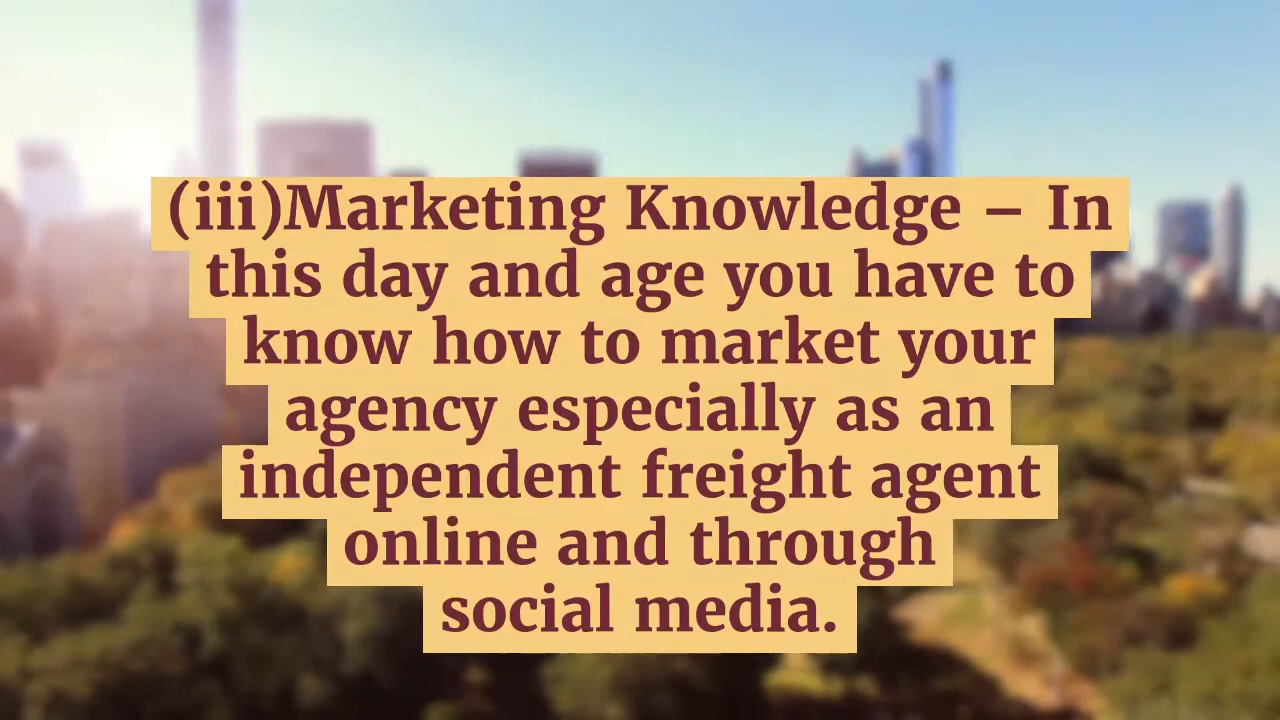 (iii)Marketing Knowledge – In
this day and age you have to
know how to market your
agency especially as an
independent freight agent
online and through
social media.